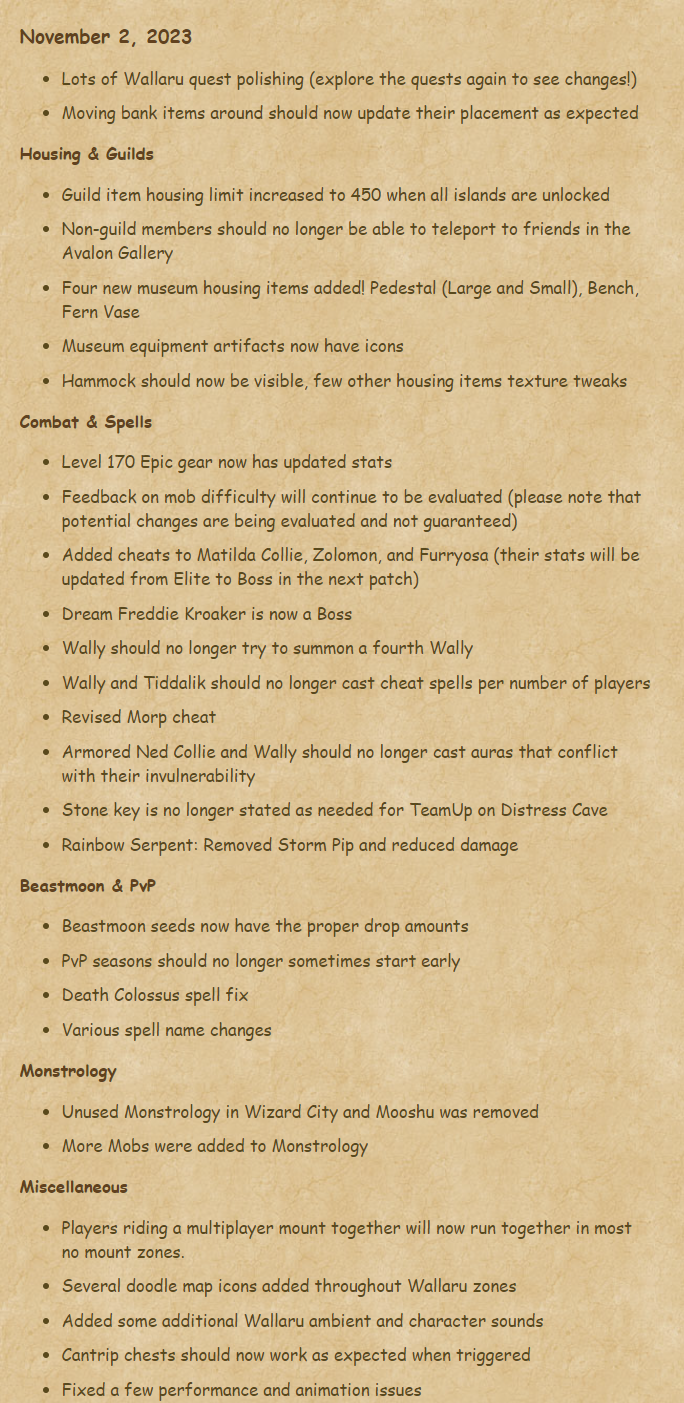 November 2, 2023
• Lots of Wallaru quest polishing (explore the quests again to see changes!)
• Moving bank items around should now update their placement as expected
Housing & Guilds
• Guild item housing limit increased to 450 when all islands are unlocked
• Non-guild members should no longer be able to teleport to friends in the
Avalon Gallery
• Four new museum housing items added! Pedestal (Large and Small), Bench,
Fern Vase
• Museum equipment artifacts now have icons
• Hammock should now be visible, few other housing items texture tweaks
Combat & Spells
• Level 170 Epic gear now has updated stats
• Feedback on mob difficulty will continue to be evaluated (please note that
potential changes are being evaluated and not guaranteed)
• Added cheats to Matilda Collie, Zolomon, and Furryosa (their stats will be
updated from Elite to Boss in the next patch)
• Dream Freddie Kroaker is now a Boss
• Wally should no longer try to summon a fourth Wally
• Wally and Tiddalik should no longer cast cheat spells per number of players
• Revised Morp cheat
• Armored Ned Collie and Wally should no longer cast auras that conflict
with their invulnerability
• Stone key is no longer stated as needed for TeamUp on Distress Cave
• Rainbow Serpent: Removed Storm Pip and reduced damage
Beastmoon & PvP
• Beastmoon seeds now have the proper drop amounts
• PvP seasons should no longer sometimes start early
• Death Colossus spell fix
• Various spell name changes
Monstrology
• Unused Monstrology in Wizard City and Mooshu was removed
• More Mobs were added to Monstrology
Miscellaneous
• Players riding a multiplayer mount together will now run together in most
no mount zones.
• Several doodle map icons added throughout Wallaru zones
• Added some additional Wallaru ambient and character sounds
• Cantrip chests should now work as expected when triggered
• Fixed a few performance and animation issues